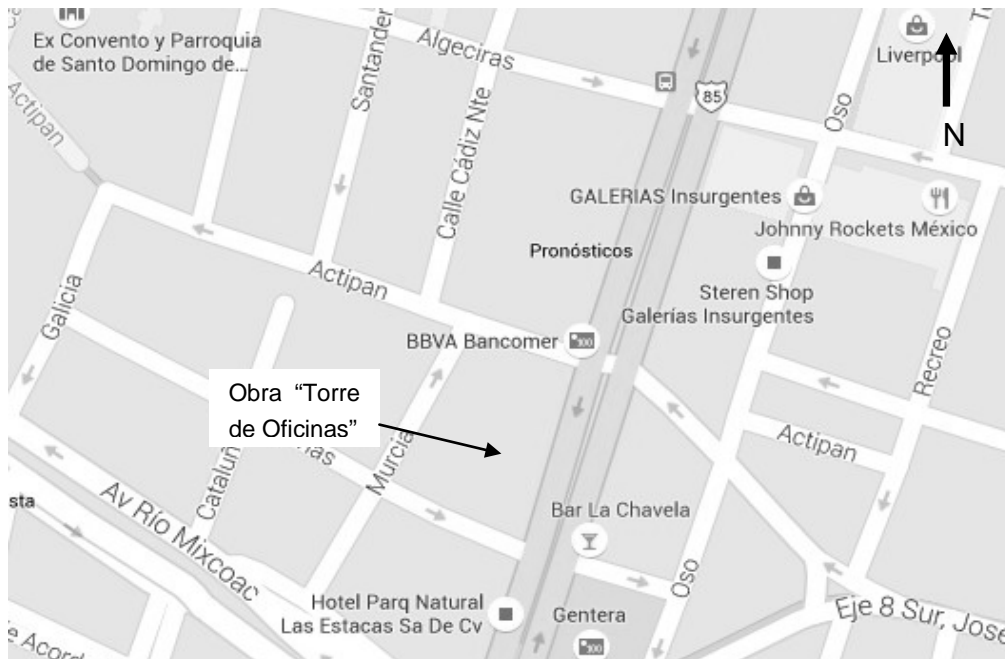 Ex Convento y Parroquia
de Santo Domingo de...
Santander
Algeciras
Calle Cádiz Nte
85
Oso
Liverpool
N
Actipan
GALERIAS Insurgentes
Johnny Rockets México
Pronósticos
Steren Shop
Galerías Insurgentes
Galicia
Actipan
BBVA Bancomer
Recreo
Obra “Torre
de Oficinas”
Murcia
Actipan
sta
Av Río Mixcoac
Bar La Chavela
Oso
Hotel Parq Natural
Las Estacas Sa De Cv
Gentera
Eje 8 Sur, José